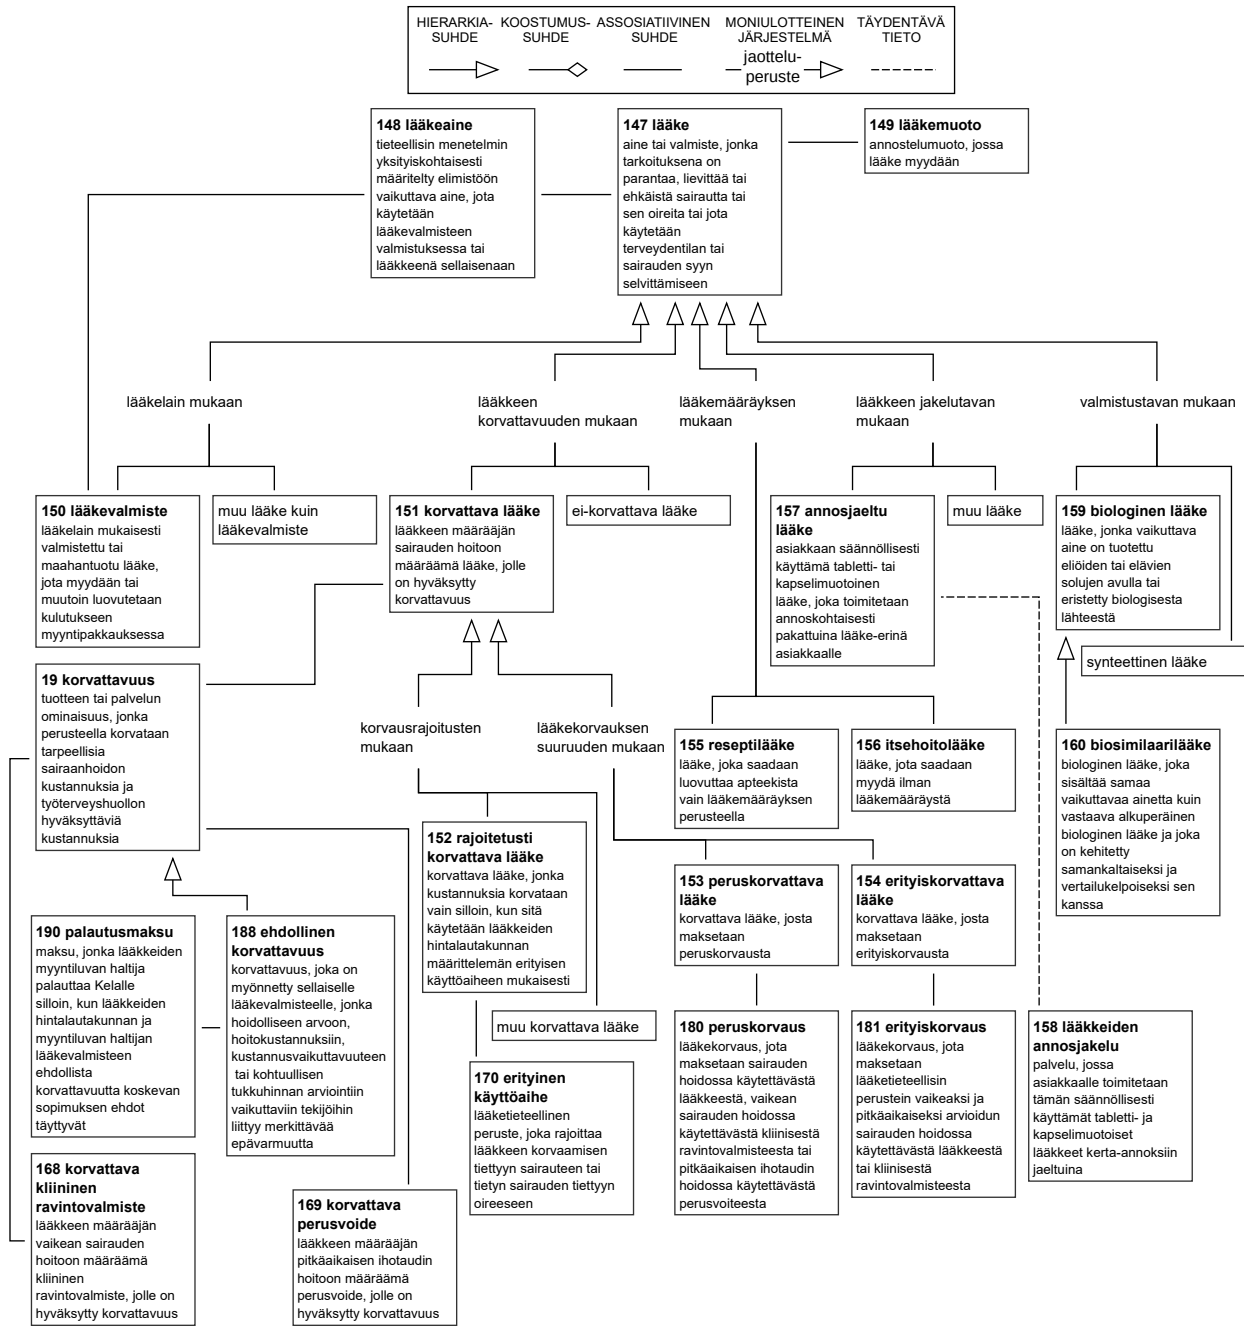 HIERARKIA-
SUHDE
KOOSTUMUS-
SUHDE
ASSOSIATIIVINEN
SUHDE
MONIULOTTEINEN
JÄRJESTELMÄ
jaottelu-
peruste
TÄYDENTÄVÄ
TIETO
148 lääkeaine
tieteellisin menetelmin
yksityiskohtaisesti
määritelty elimistöön
vaikuttava aine, jota
käytetään
lääkevalmisteen
valmistuksessa tai
lääkkeenä sellaisenaan
147 lääke
aine tai valmiste, jonka
tarkoituksena on
parantaa, lievittää tai
ehkäistä sairautta tai
sen oireita tai jota
käytetään
terveydentilan tai
sairauden syyn
selvittämiseen
149 lääkemuoto
annostelumuoto, jossa
lääke myydään
lääkelain mukaan
lääkkeen
korvattavuuden mukaan
lääkemääräyksen
mukaan
lääkkeen jakelutavan
mukaan
valmistustavan mukaan
150 lääkevalmiste
lääkelain mukaisesti
valmistettu tai
maahantuotu lääke,
jota myydään tai
muutoin luovutetaan
kulutukseen
myyntipakkauksessa
muu lääke kuin
lääkevalmiste
151 korvattava lääke
lääkkeen määrääjän
sairauden hoitoon
määräämä lääke, jolle
on hyväksytty
korvattavuus
ei-korvattava lääke
157 annosjaeltu
lääke
asiakkaan säännöllisesti
käyttämä tabletti- tai
kapselimuotoinen
lääke, joka toimitetaan
annoskohtaisesti
pakattuina lääke-erinä
asiakkaalle
muu lääke
159 biologinen lääke
lääke, jonka vaikuttava
aine on tuotettu
eliöiden tai elävien
solujen avulla tai
eristetty biologisesta
lähteestä
synteettinen lääke
19 korvattavuus
tuotteen tai palvelun
ominaisuus, jonka
perusteella korvataan
tarpeellisia
sairaanhoidon
kustannuksia ja
työterveyshuollon
hyväksyttäviä
kustannuksia
korvausrajoitusten
mukaan
lääkekorvauksen
suuruuden mukaan
155 reseptilääke
lääke, joka saadaan
luovuttaa apteekista
vain lääkemääräyksen
perusteella
156 itsehoitolääke
lääke, jota saadaan
myydä ilman
lääkemääräystä
160 biosimilaarilääke
biologinen lääke, joka
sisältää samaa
vaikuttavaa ainetta kuin
vastaava alkuperäinen
biologinen lääke ja joka
on kehitetty
samankaltaiseksi ja
vertailukelpoiseksi sen
kanssa
152 rajoitetusti
korvattava lääke
korvattava lääke, jonka
kustannuksia korvataan
vain silloin, kun sitä
käytetään lääkkeiden
hintalautakunnan
määrittelemän erityisen
käyttöaiheen mukaisesti
153 peruskorvattava
lääke
korvattava lääke, josta
maksetaan
peruskorvausta
154 erityiskorvattava
lääke
korvattava lääke, josta
maksetaan
erityiskorvausta
190 palautusmaksu
maksu, jonka lääkkeiden
myyntiluvan haltija
palauttaa Kelalle
silloin, kun lääkkeiden
hintalautakunnan ja
myyntiluvan haltijan
lääkevalmisteen
ehdollista
korvattavuutta koskevan
sopimuksen ehdot
täyttyvät
188 ehdollinen
korvattavuus
korvattavuus, joka on
myönnetty sellaiselle
lääkevalmisteelle, jonka
hoidolliseen arvoon,
hoitokustannuksiin,
kustannusvaikuttavuuteen
tai kohtuullisen
tukkuhinnan arviointiin
vaikuttaviin tekijöihin
liittyy merkittävää
epävarmuutta
muu korvattava lääke
170 erityinen
käyttöaihe
lääketieteellinen
peruste, joka rajoittaa
lääkkeen korvaamisen
tiettyyn sairauteen tai
tietyn sairauden tiettyyn
oireeseen
180 peruskorvaus
lääkekorvaus, jota
maksetaan sairauden
hoidossa käytettävästä
lääkkeestä, vaikean
sairauden hoidossa
käytettävästä kliinisestä
ravintovalmisteesta tai
pitkäaikaisen ihotaudin
hoidossa käytettävästä
perusvoiteesta
181 erityiskorvaus
lääkekorvaus, jota
maksetaan
lääketieteellisin
perustein vaikeaksi ja
pitkäaikaiseksi arvioidun
sairauden hoidossa
käytettävästä lääkkeestä
tai kliinisestä
ravintovalmisteesta
158 lääkkeiden
annosjakelu
palvelu, jossa
asiakkaalle toimitetaan
tämän säännöllisesti
käyttämät tabletti- ja
kapselimuotoiset
lääkkeet kerta-annoksiin
jaeltuina
168 korvattava
kliininen
ravintovalmiste
lääkkeen määrääjän
vaikean sairauden
hoitoon määräämä
kliininen
ravintovalmiste, jolle on
hyväksytty korvattavuus
169 korvattava
perusvoide
lääkkeen määrääjän
pitkäaikaisen ihotaudin
hoitoon määräämä
perusvoide, jolle on
hyväksytty korvattavuus